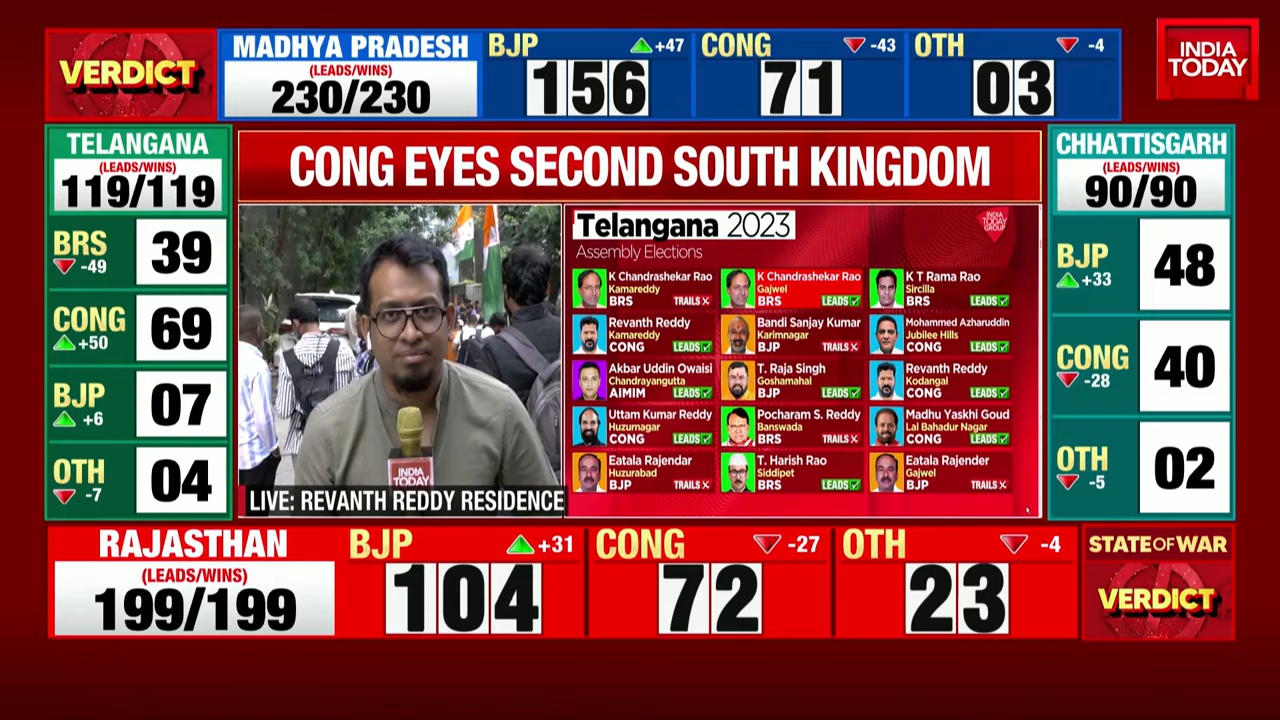 VERDICT
MADHYA PRADESH
(LEADS/WINS)
230/230
BJP
+47
156
CONG
-43
71
OTH
-4
03
INDIA
TODAY
TELANGANA
(LEADS/WINS)
119/119
BRS
-49
39
CONG
+50
69
BJP
+6
07
OTH
-7
04
CONG EYES SECOND SOUTH KINGDOM
INDIA
TODAY
LIVE: REVANTH REDDY RESIDENCE
Telangana 2023
Assembly Elections
INDIA
TODAY
GROUP
K Chandrashekar Rao
Kamareddy
BRS TRAILS
K Chandrashekar Rao
Gajwel
BRS LEADS
K T Rama Rao
Sircilla
BRS LEADS
Revanth Reddy
Kamareddy
CONG LEADS
Bandi Sanjay Kumar
Karimnagar
BJP TRAILS
Mohammed Azharuddin
Jubilee Hills
CONG LEADS
Akbar Uddin Owaisi
Chandrayangutta
AIMIM LEADS
T. Raja Singh
Goshamahal
BJP LEADS
Revanth Reddy
Kodangal
CONG LEADS
Uttam Kumar Reddy
Huzurnagar
CONG LEADS
Pocharam S. Reddy
Banswada
BRS TRAILS
Madhu Yaskhi Goud
Lal Bahadur Nagar
CONG LEADS
Eatala Rajendar
Huzurabad
BJP TRAILS
T. Harish Rao
Siddipet
BRS LEADS
Eatala Rajender
Gajwel
BJP TRAILS
CHHATTISGARH
(LEADS/WINS)
90/90
BJP
+33
48
CONG
-28
40
OTH
-5
02
RAJASTHAN
(LEADS/WINS)
199/199
BJP
+31
104
CONG
-27
72
OTH
-4
23
STATE OF WAR
VERDICT